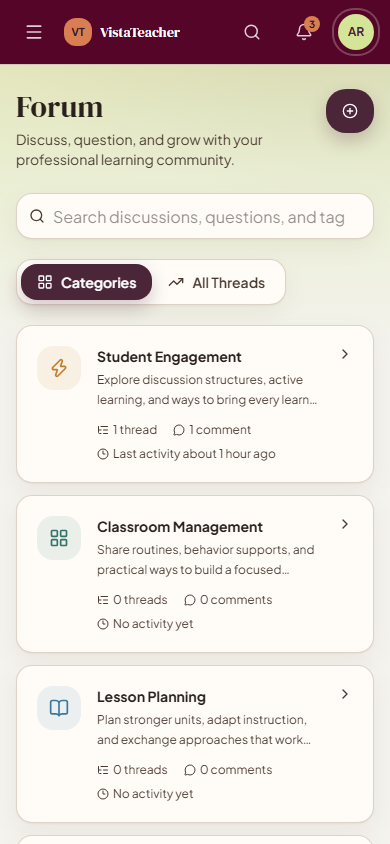 VT VistaTeacher 3 AR
Forum
Discuss, question, and grow with your
professional learning community.
Search discussions, questions, and tag
Categories All Threads
Student Engagement
Explore discussion structures, active
learning, and ways to bring every learn…
1 thread 1 comment
Last activity about 1 hour ago
Classroom Management
Share routines, behavior supports, and
practical ways to build a focused…
0 threads 0 comments
No activity yet
Lesson Planning
Plan stronger units, adapt instruction,
and exchange approaches that work…
0 threads 0 comments
No activity yet